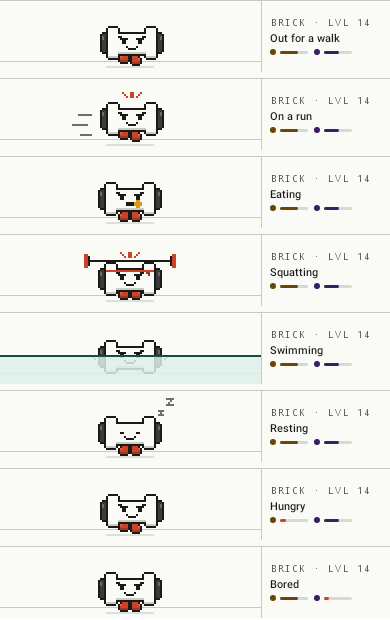 BRICK · LVL 14
Out for a walk
BRICK · LVL 14
On a run
BRICK · LVL 14
Eating
BRICK · LVL 14
Squatting
BRICK · LVL 14
Swimming
z
z
BRICK · LVL 14
Resting
BRICK · LVL 14
Hungry
BRICK · LVL 14
Bored